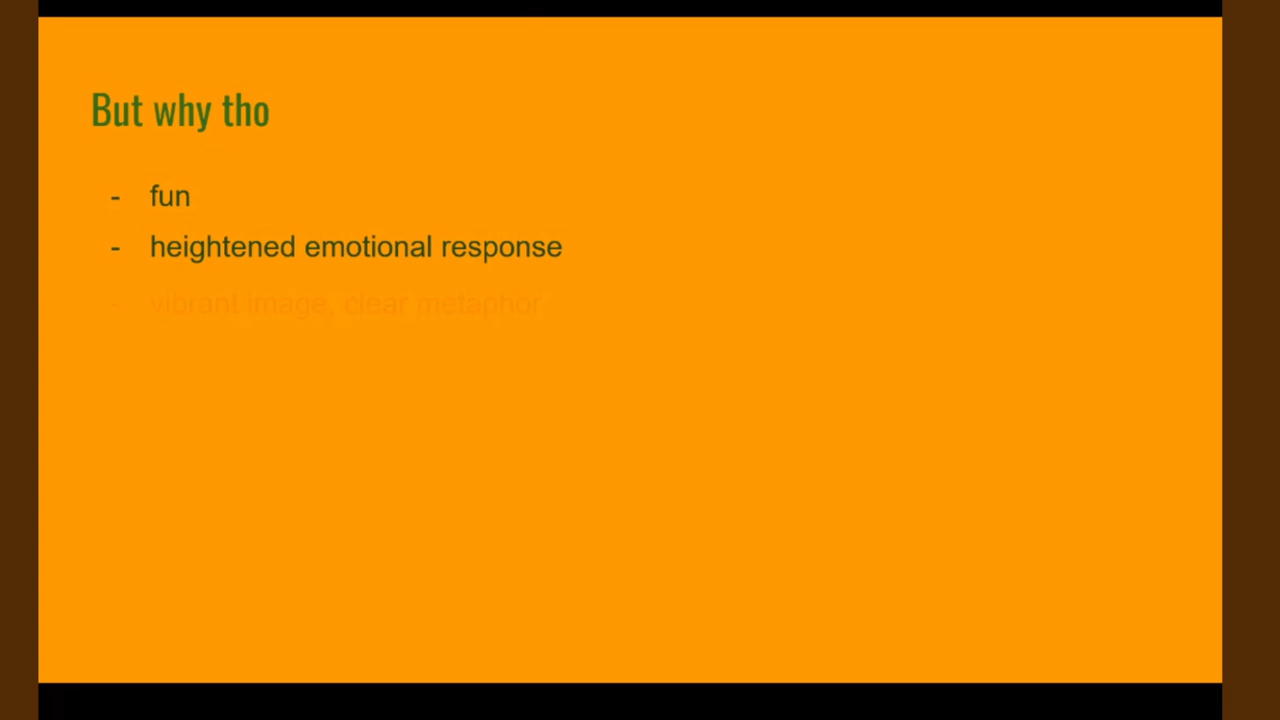 But why tho
- fun
- heightened emotional response
- vibrant image, clear metaphor